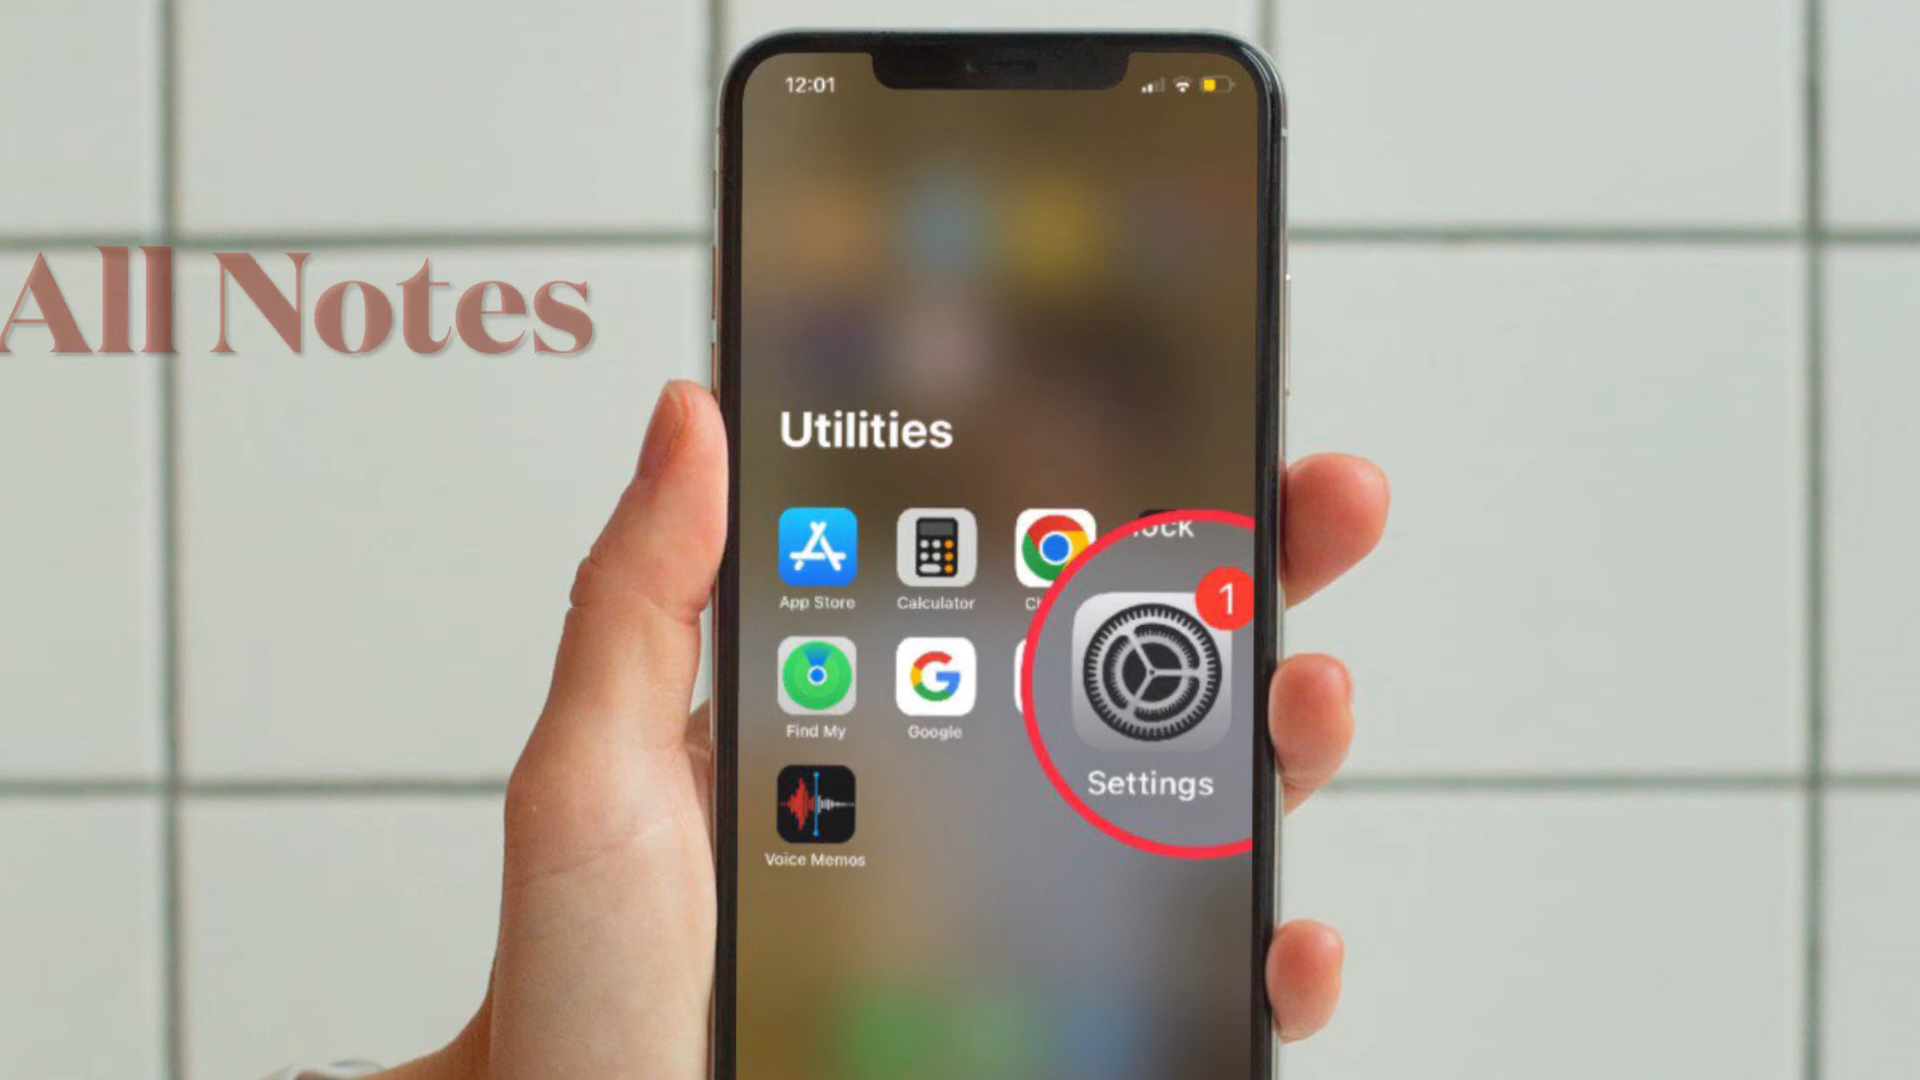 12:01
All Notes
Utilities
1
App Store
Calculator
Find My
Google
Settings
Voice Memos